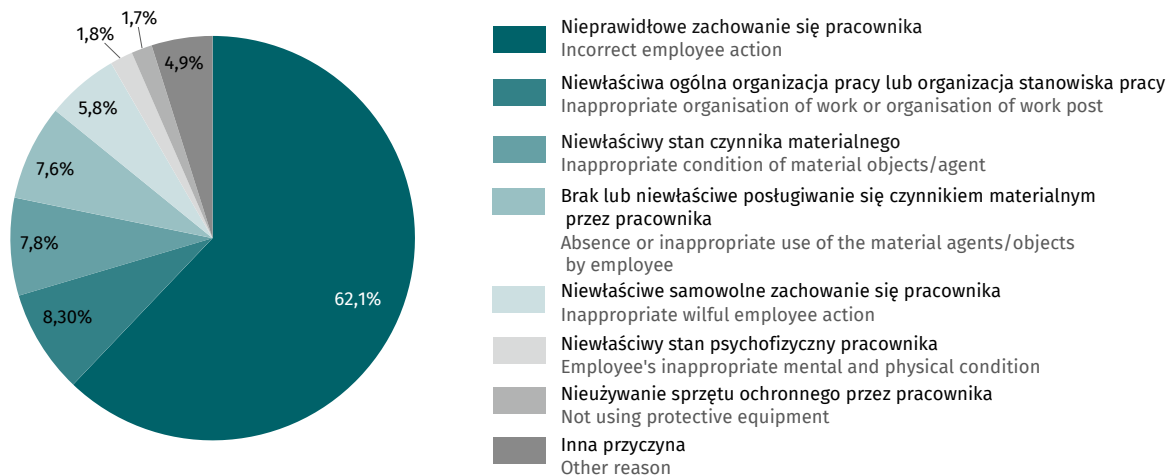 1,7%
1,8%
4,9%
5,8%
7,6%
7,8%
8,30%
62,1%
Nieprawidłowe zachowanie się pracownika
Incorrect employee action
Niewłaściwa ogólna organizacja pracy lub organizacja stanowiska pracy
Inappropriate organisation of work or organisation of work post
Niewłaściwy stan czynnika materialnego
Inappropriate condition of material objects/agent
Brak lub niewłaściwe posługiwanie się czynnikiem materialnym
przez pracownika
Absence or inappropriate use of the material agents/objects
by employee
Niewłaściwe samowolne zachowanie się pracownika
Inappropriate wilful employee action
Niewłaściwy stan psychofizyczny pracownika
Employee's inappropriate mental and physical condition
Nieużywanie sprzętu ochronnego przez pracownika
Not using protective equipment
Inna przyczyna
Other reason